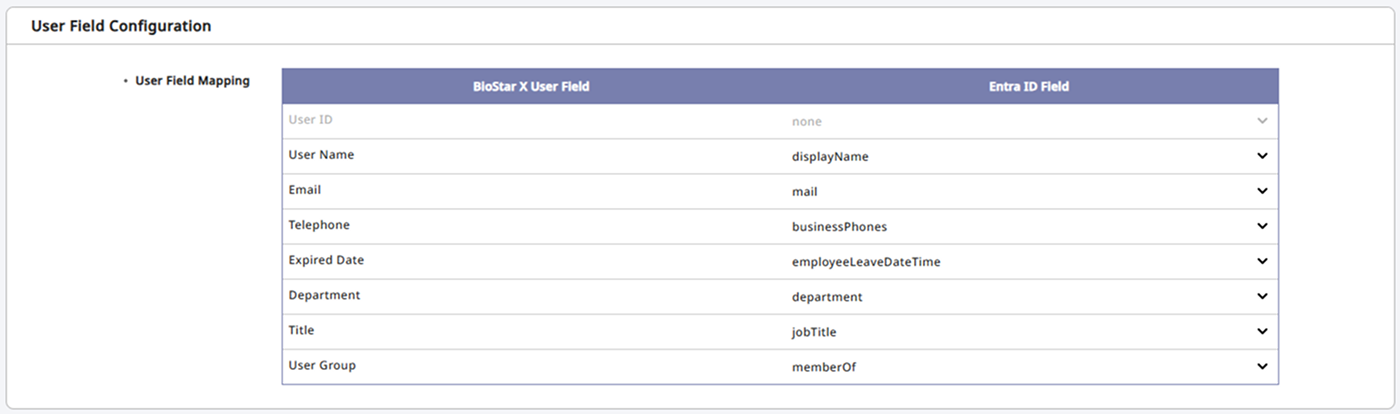 User Field Configuration
• User Field Mapping
BioStar X User Field Entra ID Field
User ID none
User Name displayName
Email mail
Telephone businessPhones
Expired Date employeeLeaveDateTime
Department department
Title jobTitle
User Group memberOf